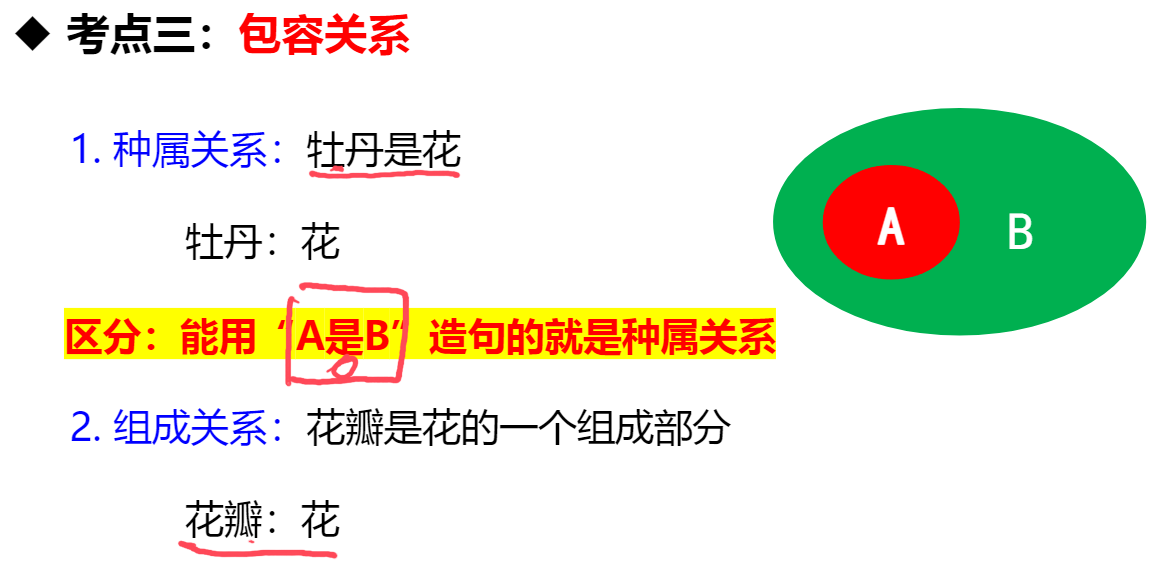 ◆ 考点三：包容关系
1. 种属关系：牡丹是花
牡丹：花
区分：能用“A是B”造句的就是种属关系
2. 组成关系：花瓣是花的一个组成部分
花瓣：花
A
B